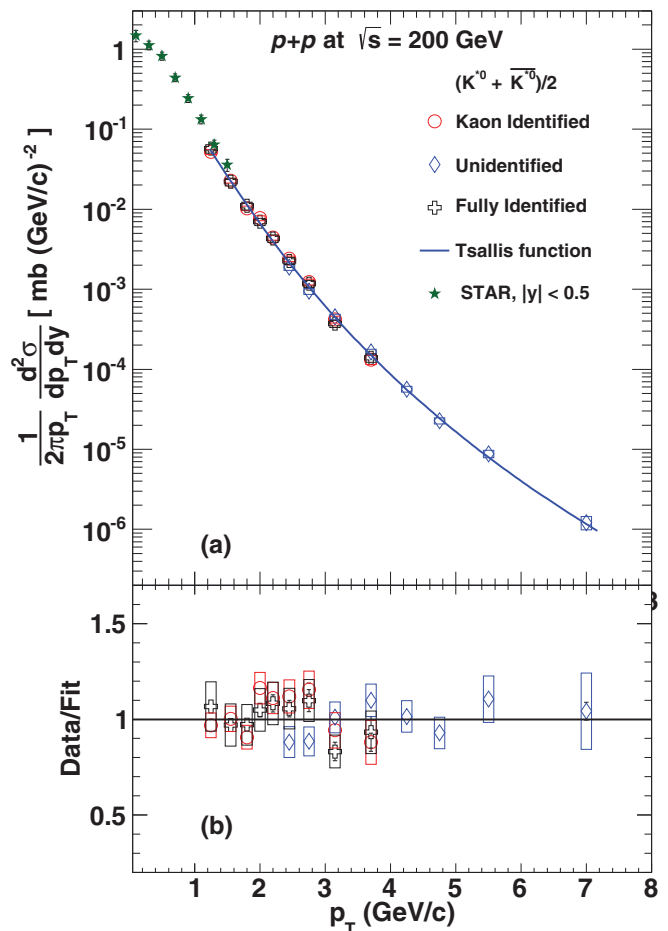 p+p at √s = 200 GeV
(K*0 + K*0)/2
Kaon Identified
Unidentified
Fully Identified
Tsallis function
STAR, |y| < 0.5
1/2πpT d²σ/dpTdy [ mb (GeV/c)⁻² ]
1
10⁻¹
10⁻²
10⁻³
10⁻⁴
10⁻⁵
10⁻⁶
(a)
8
Data/Fit
1.5
1
0.5
(b)
1 2 3 4 5 6 7 8
pT (GeV/c)